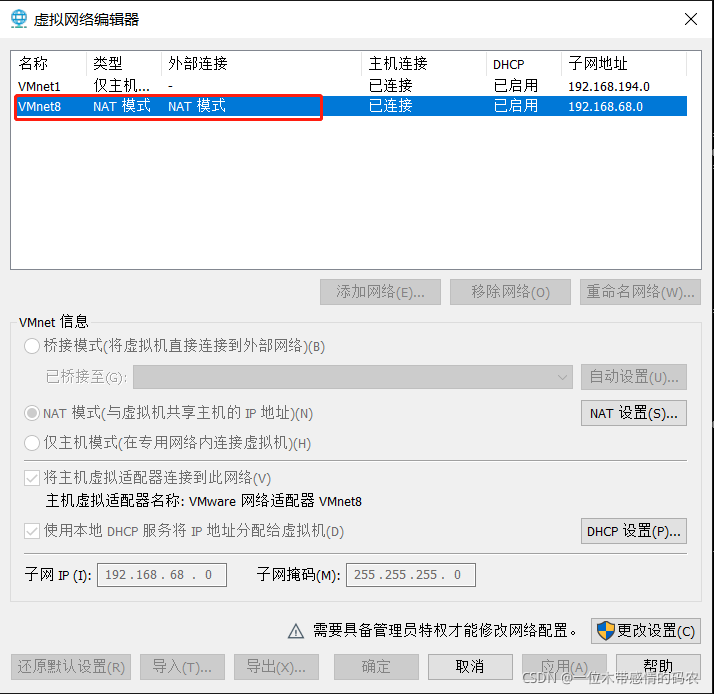 虚拟网络编辑器
名称 类型 外部连接 主机连接 DHCP 子网地址
VMnet1 仅主机... - 已连接 已启用 192.168.194.0
VMnet8 NAT 模式 NAT 模式 已连接 已启用 192.168.68.0
添加网络(E)... 移除网络(O) 重命名网络(W)...
VMnet 信息
桥接模式(将虚拟机直接连接到外部网络)(B)
已桥接至(G): 自动设置(U)...
NAT 模式(与虚拟机共享主机的 IP 地址)(N) NAT 设置(S)...
仅主机模式(在专用网络内连接虚拟机)(H)
将主机虚拟适配器连接到此网络(V)
主机虚拟适配器名称: VMware 网络适配器 VMnet8
使用本地 DHCP 服务将 IP 地址分配给虚拟机(D) DHCP 设置(P)...
子网 IP (I): 192 . 168 . 68 . 0 子网掩码(M): 255 . 255 . 255 . 0
需要具备管理员特权才能修改网络配置。 更改设置(C)
还原默认设置(R) 导入(T)... 导出(X)... 确定 取消 应用(A) 帮助
CSDN @一位木带感情的码农